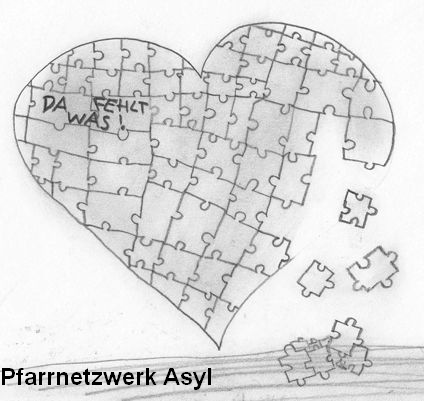 DA FEHLT
WAS!
Pfarrnetzwerk Asyl